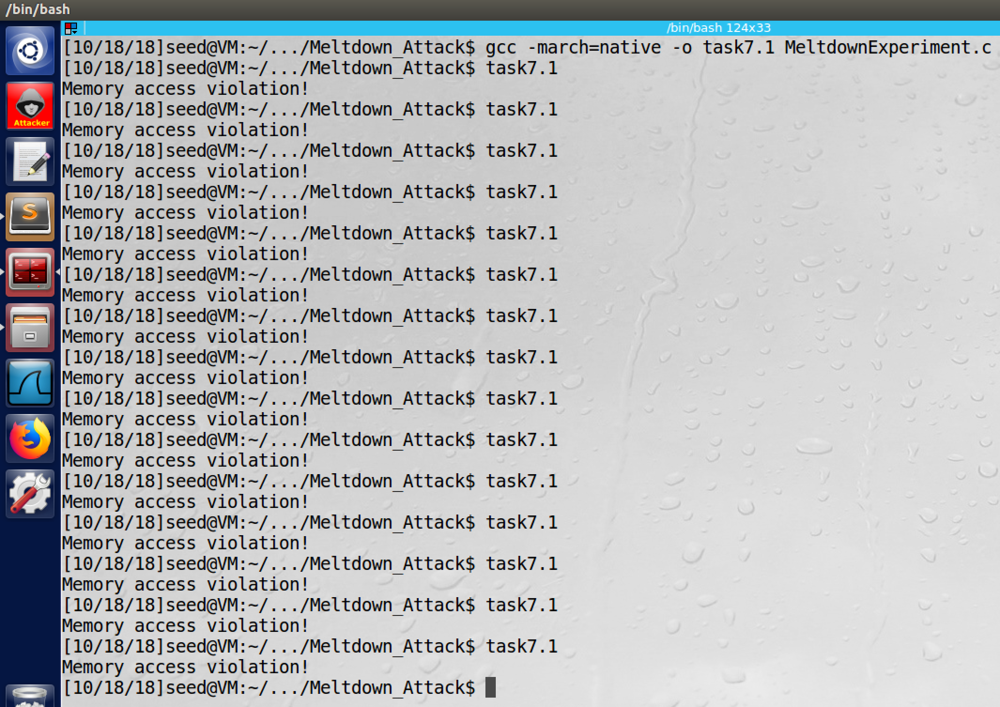 /bin/bash
/bin/bash 124x33
[10/18/18]seed@VM:~/.../Meltdown_Attack$ gcc -march=native -o task7.1 MeltdownExperiment.c
[10/18/18]seed@VM:~/.../Meltdown_Attack$ task7.1
Memory access violation!
[10/18/18]seed@VM:~/.../Meltdown_Attack$ task7.1
Memory access violation!
[10/18/18]seed@VM:~/.../Meltdown_Attack$ task7.1
Memory access violation!
[10/18/18]seed@VM:~/.../Meltdown_Attack$ task7.1
Memory access violation!
[10/18/18]seed@VM:~/.../Meltdown_Attack$ task7.1
Memory access violation!
[10/18/18]seed@VM:~/.../Meltdown_Attack$ task7.1
Memory access violation!
[10/18/18]seed@VM:~/.../Meltdown_Attack$ task7.1
Memory access violation!
[10/18/18]seed@VM:~/.../Meltdown_Attack$ task7.1
Memory access violation!
[10/18/18]seed@VM:~/.../Meltdown_Attack$ task7.1
Memory access violation!
[10/18/18]seed@VM:~/.../Meltdown_Attack$ task7.1
Memory access violation!
[10/18/18]seed@VM:~/.../Meltdown_Attack$ task7.1
Memory access violation!
[10/18/18]seed@VM:~/.../Meltdown_Attack$ task7.1
Memory access violation!
[10/18/18]seed@VM:~/.../Meltdown_Attack$ task7.1
Memory access violation!
[10/18/18]seed@VM:~/.../Meltdown_Attack$ task7.1
Memory access violation!
[10/18/18]seed@VM:~/.../Meltdown_Attack$ task7.1
Memory access violation!
[10/18/18]seed@VM:~/.../Meltdown_Attack$
Attacker
S